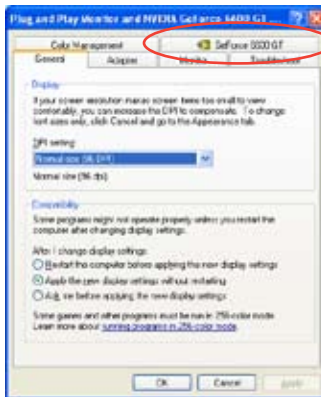 Plug and Play Monitor and NVIDIA GeForce 6600 GT ...
Color Management
GeForce 6600 GT
General
Adapter
Monitor
Troubleshoot
Display
If your screen resolution makes screen items too small to view
comfortably, you can increase the DPI to compensate. To change
font sizes only, click Cancel and go to the Appearance tab.
DPI setting:
Normal size (96 DPI)
Normal size (96 dpi)
Compatibility
Some programs might not operate properly unless you restart the
computer after changing display settings.
After I change display settings:
Restart the computer before applying the new display settings
Apply the new display settings without restarting
Ask me before applying the new display settings
Some games and other programs must be run in 256-color mode.
Learn more about running programs in 256-color mode.
OK
Cancel
Apply